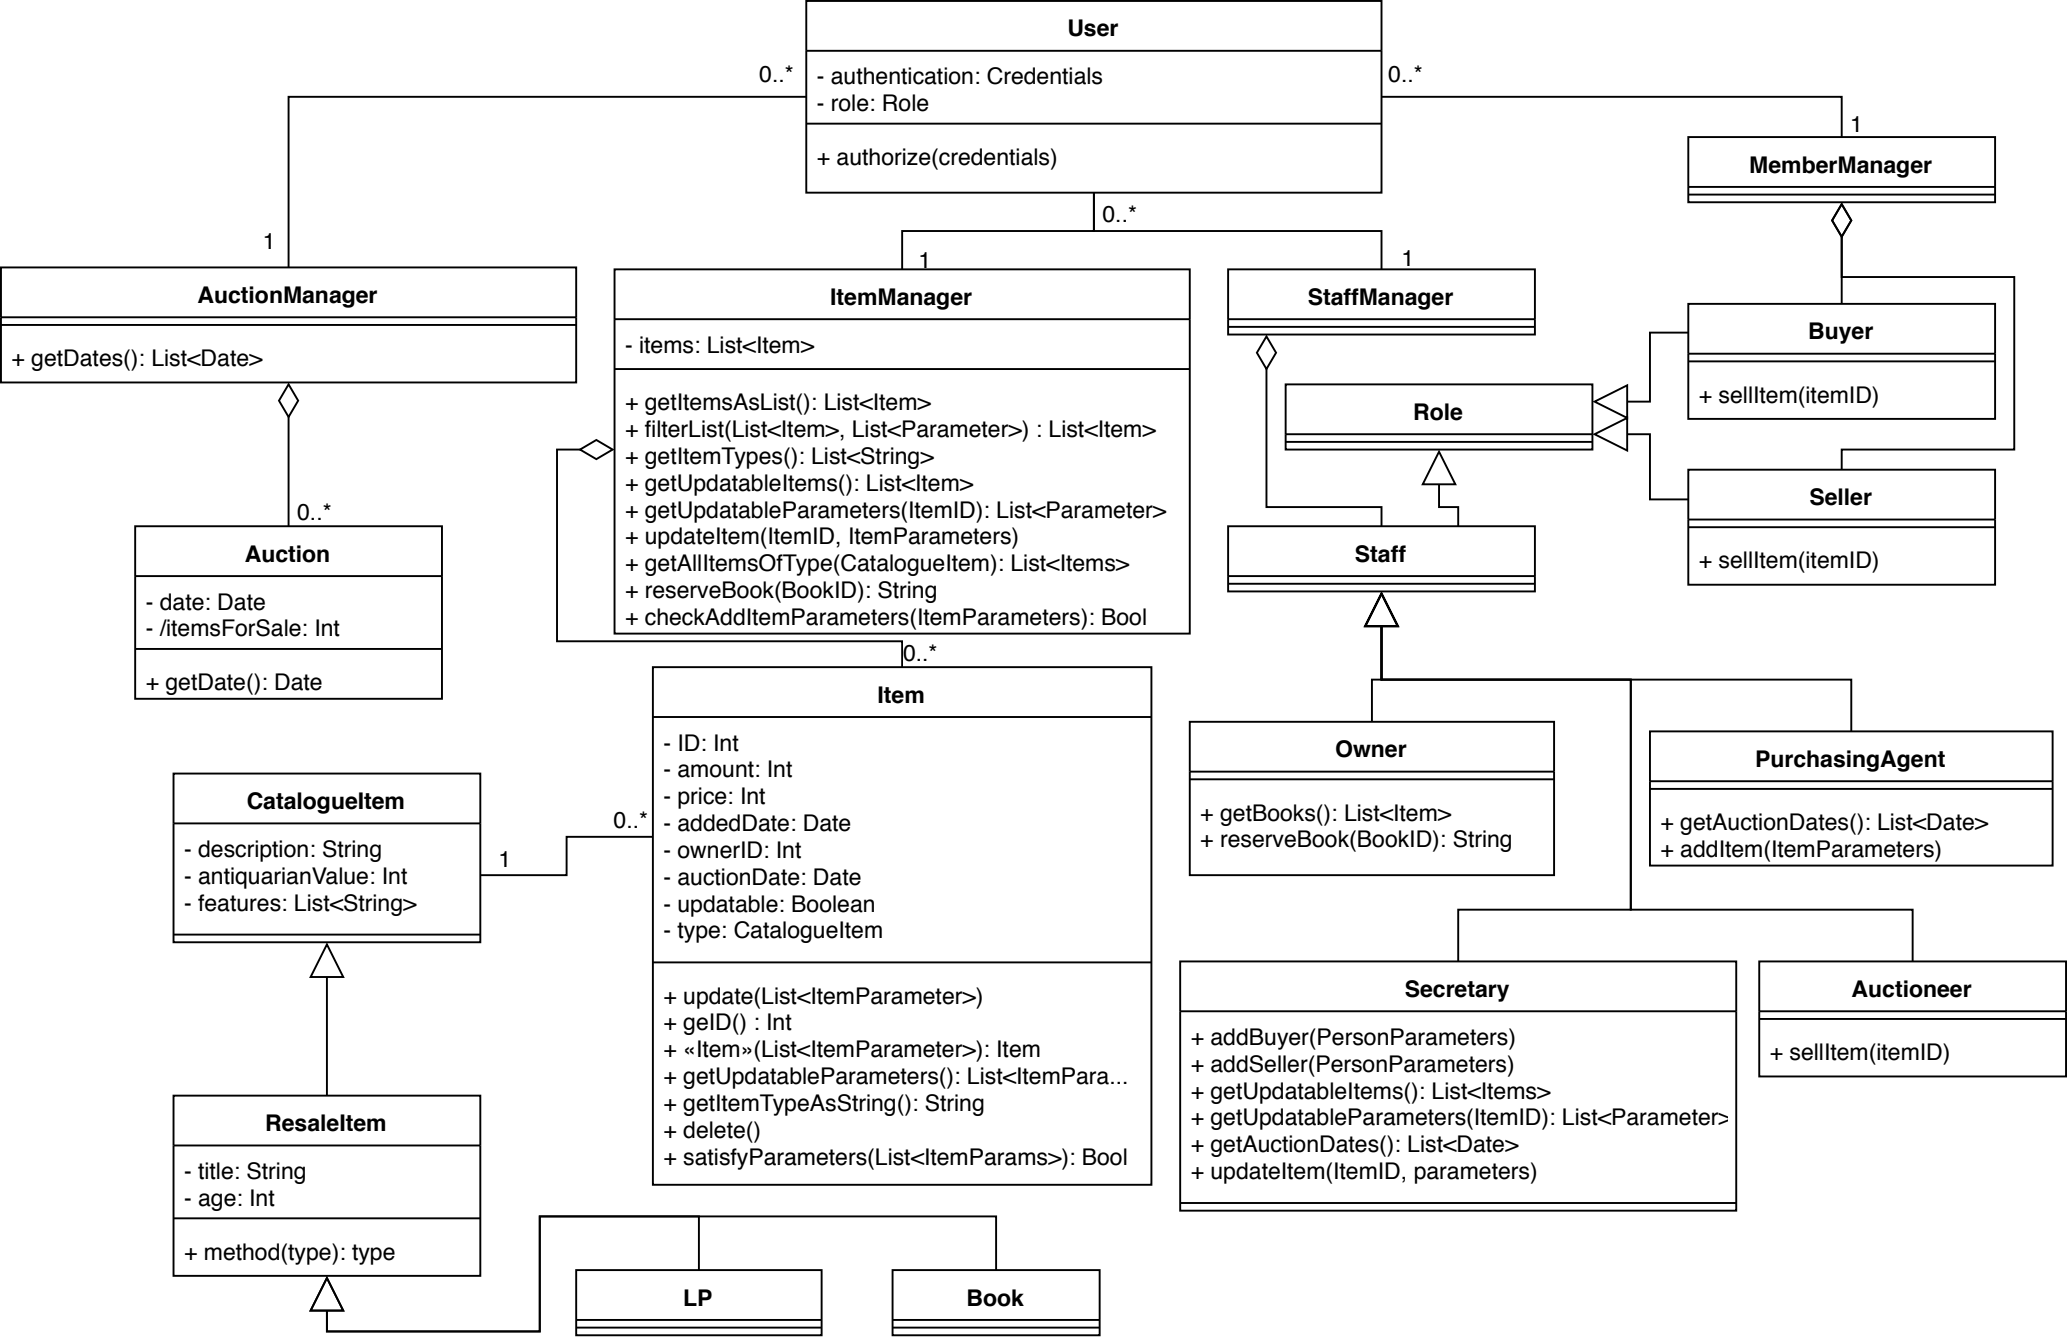 User
- authentication: Credentials
- role: Role
+ authorize(credentials)
0..*
0..*
0..*
1
1
1
1
MemberManager
AuctionManager
+ getDates(): List<Date>
0..*
ItemManager
- items: List<Item>
+ getItemsAsList(): List<Item>
+ filterList(List<Item>, List<Parameter>) : List<Item>
+ getItemTypes(): List<String>
+ getUpdatableItems(): List<Item>
+ getUpdatableParameters(ItemID): List<Parameter>
+ updateItem(ItemID, ItemParameters)
+ getAllItemsOfType(CatalogueItem): List<Items>
+ reserveBook(BookID): String
+ checkAddItemParameters(ItemParameters): Bool
0..*
StaffManager
Role
Buyer
+ sellItem(itemID)
Seller
+ sellItem(itemID)
Staff
Auction
- date: Date
- /itemsForSale: Int
+ getDate(): Date
Item
- ID: Int
- amount: Int
- price: Int
- addedDate: Date
- ownerID: Int
- auctionDate: Date
- updatable: Boolean
- type: CatalogueItem
+ update(List<ItemParameter>)
+ geID() : Int
+ «Item»(List<ItemParameter>): Item
+ getUpdatableParameters(): List<ItemPara...
+ getItemTypeAsString(): String
+ delete()
+ satisfyParameters(List<ItemParams>): Bool
0..*
1
CatalogueItem
- description: String
- antiquarianValue: Int
- features: List<String>
Owner
+ getBooks(): List<Item>
+ reserveBook(BookID): String
PurchasingAgent
+ getAuctionDates(): List<Date>
+ addItem(ItemParameters)
Secretary
+ addBuyer(PersonParameters)
+ addSeller(PersonParameters)
+ getUpdatableItems(): List<Items>
+ getUpdatableParameters(ItemID): List<Parameter>
+ getAuctionDates(): List<Date>
+ updateItem(ItemID, parameters)
Auctioneer
+ sellItem(itemID)
ResaleItem
- title: String
- age: Int
+ method(type): type
LP
Book